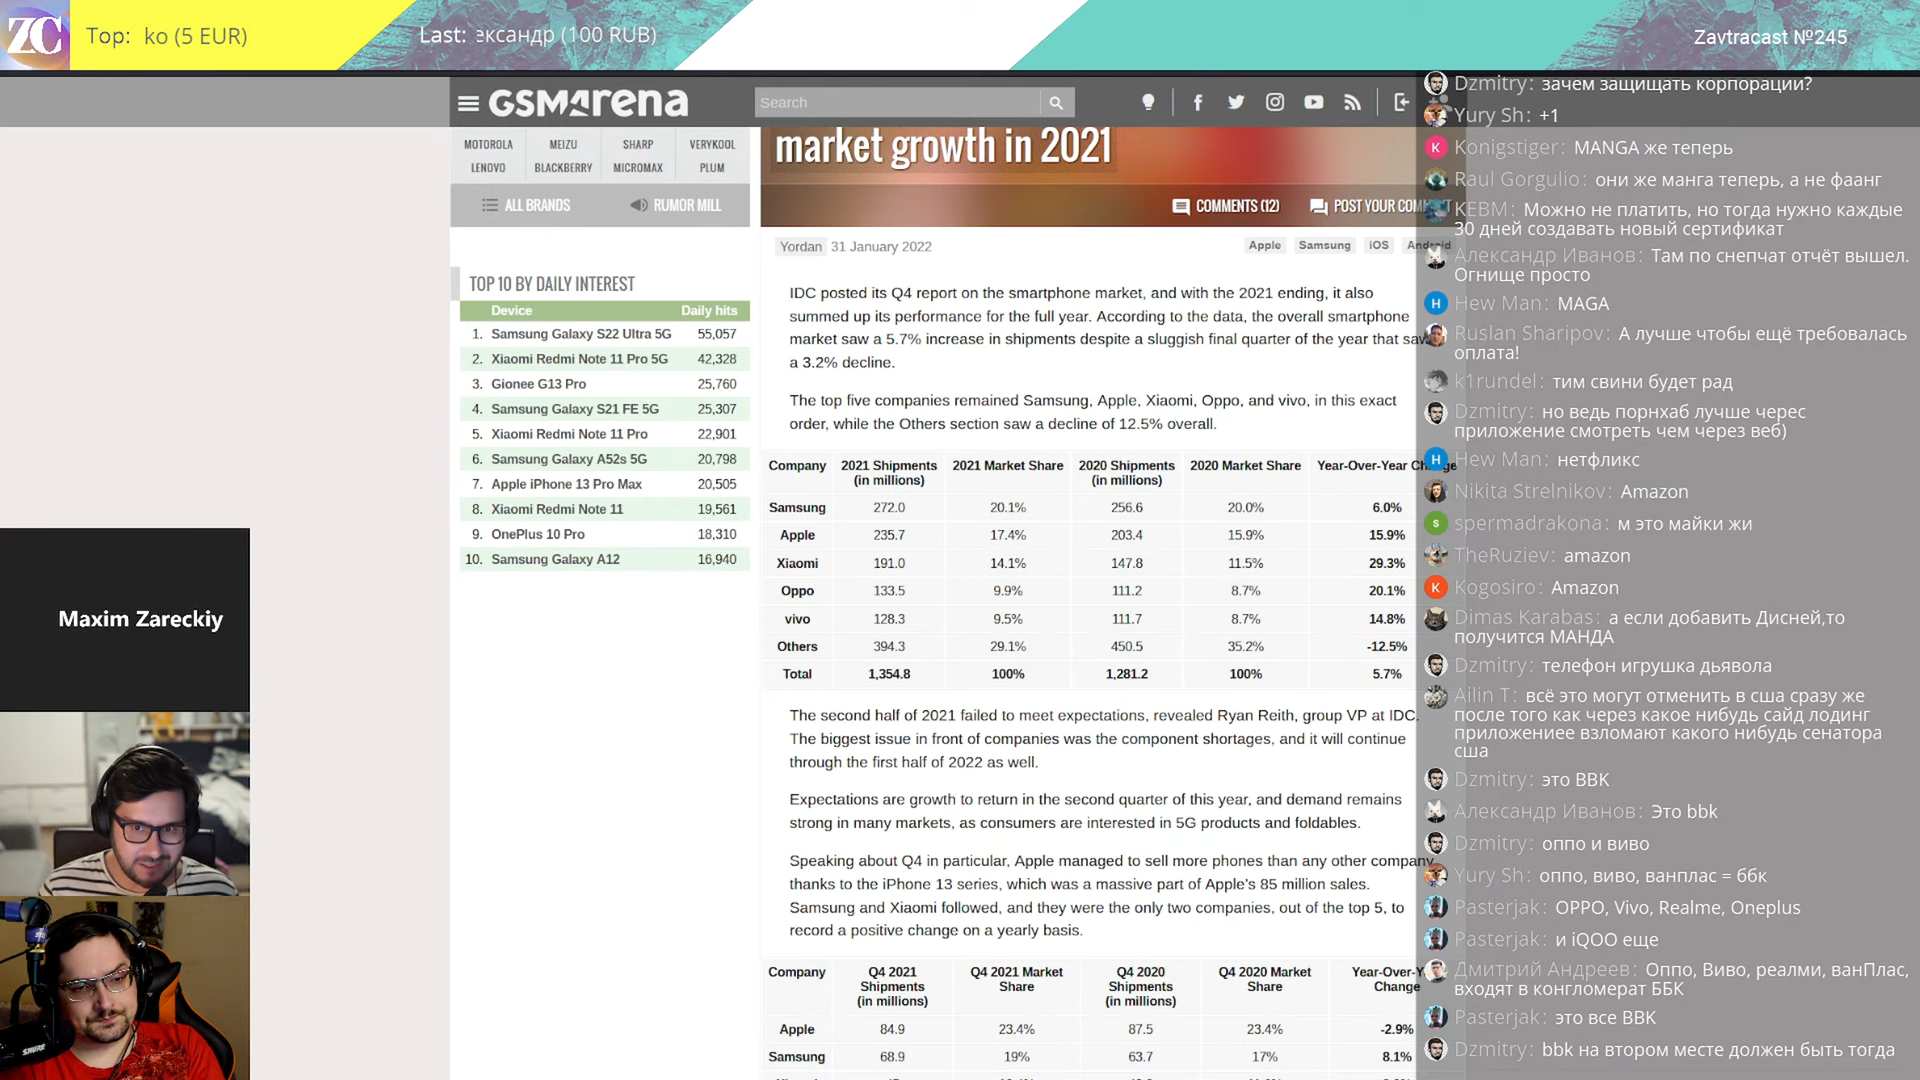 ZC
Top: ko (5 EUR)
Last: ександр (100 RUB)
Zavtracast №245
GSMArena
Search
MOTOROLA MEIZU SHARP VERYKOOL
LENOVO BLACKBERRY MICROMAX PLUM
ALL BRANDS RUMOR MILL
market growth in 2021
COMMENTS (12) POST YOUR COM
Yordan 31 January 2022
Apple Samsung iOS Android
TOP 10 BY DAILY INTEREST
Device Daily hits
1. Samsung Galaxy S22 Ultra 5G 55,057
2. Xiaomi Redmi Note 11 Pro 5G 42,328
3. Gionee G13 Pro 25,760
4. Samsung Galaxy S21 FE 5G 25,307
5. Xiaomi Redmi Note 11 Pro 22,901
6. Samsung Galaxy A52s 5G 20,798
7. Apple iPhone 13 Pro Max 20,505
8. Xiaomi Redmi Note 11 19,561
9. OnePlus 10 Pro 18,310
10. Samsung Galaxy A12 16,940
IDC posted its Q4 report on the smartphone market, and with the 2021 ending, it also
summed up its performance for the full year. According to the data, the overall smartphone
market saw a 5.7% increase in shipments despite a sluggish final quarter of the year that saw
a 3.2% decline.
The top five companies remained Samsung, Apple, Xiaomi, Oppo, and vivo, in this exact
order, while the Others section saw a decline of 12.5% overall.
Company 2021 Shipments 2021 Market Share 2020 Shipments 2020 Market Share Year-Over-Year Change
(in millions) (in millions)
Samsung 272.0 20.1% 256.6 20.0% 6.0%
Apple 235.7 17.4% 203.4 15.9% 15.9%
Xiaomi 191.0 14.1% 147.8 11.5% 29.3%
Oppo 133.5 9.9% 111.2 8.7% 20.1%
vivo 128.3 9.5% 111.7 8.7% 14.8%
Others 394.3 29.1% 450.5 35.2% -12.5%
Total 1,354.8 100% 1,281.2 100% 5.7%
The second half of 2021 failed to meet expectations, revealed Ryan Reith, group VP at IDC.
The biggest issue in front of companies was the component shortages, and it will continue
through the first half of 2022 as well.
Expectations are growth to return in the second quarter of this year, and demand remains
strong in many markets, as consumers are interested in 5G products and foldables.
Speaking about Q4 in particular, Apple managed to sell more phones than any other company
thanks to the iPhone 13 series, which was a massive part of Apple's 85 million sales.
Samsung and Xiaomi followed, and they were the only two companies, out of the top 5, to
record a positive change on a yearly basis.
Company Q4 2021 Q4 2021 Market Q4 2020 Q4 2020 Market Year-Over-Y
Shipments Share Shipments Share Change
(in millions) (in millions)
Apple 84.9 23.4% 87.5 23.4% -2.9%
Samsung 68.9 19% 63.7 17% 8.1%
Maxim Zareckiy
SHURE
Dzmitry: зачем защищать корпорации?
Yury Sh: +1
K Konigstiger: MANGA же теперь
Raul Gorgulio: они же манга теперь, а не фаанг
KEBM: Можно не платить, но тогда нужно каждые
30 дней создавать новый сертификат
Александр Иванов: Там по снепчат отчёт вышел.
Огнище просто
H Hew Man: MAGA
Ruslan Sharipov: А лучше чтобы ещё требовалась
оплата!
k1rundel: тим свини будет рад
Dzmitry: но ведь порнхаб лучше черес
приложение смотреть чем через веб)
H Hew Man: нетфликс
Nikita Strelnikov: Amazon
s spermadrakona: м это майки жи
TheRuziev: amazon
K Kogosiro: Amazon
Dimas Karabas: а если добавить Дисней,то
получится МАНДА
Dzmitry: телефон игрушка дьявола
Ailin T: всё это могут отменить в сша сразу же
после того как через какое нибудь сайд лодинг
приложениее взломают какого нибудь сенатора
сша
Dzmitry: это BBK
Александр Иванов: Это bbk
Dzmitry: оппо и виво
Yury Sh: оппо, виво, ванплас = ббк
Pasterjak: OPPO, Vivo, Realme, Oneplus
Pasterjak: и iQOO еще
Дмитрий Андреев: Оппо, Виво, реалми, ванПлас,
входят в конгломерат ББК
Pasterjak: это все BBK
Dzmitry: bbk на втором месте должен быть тогда